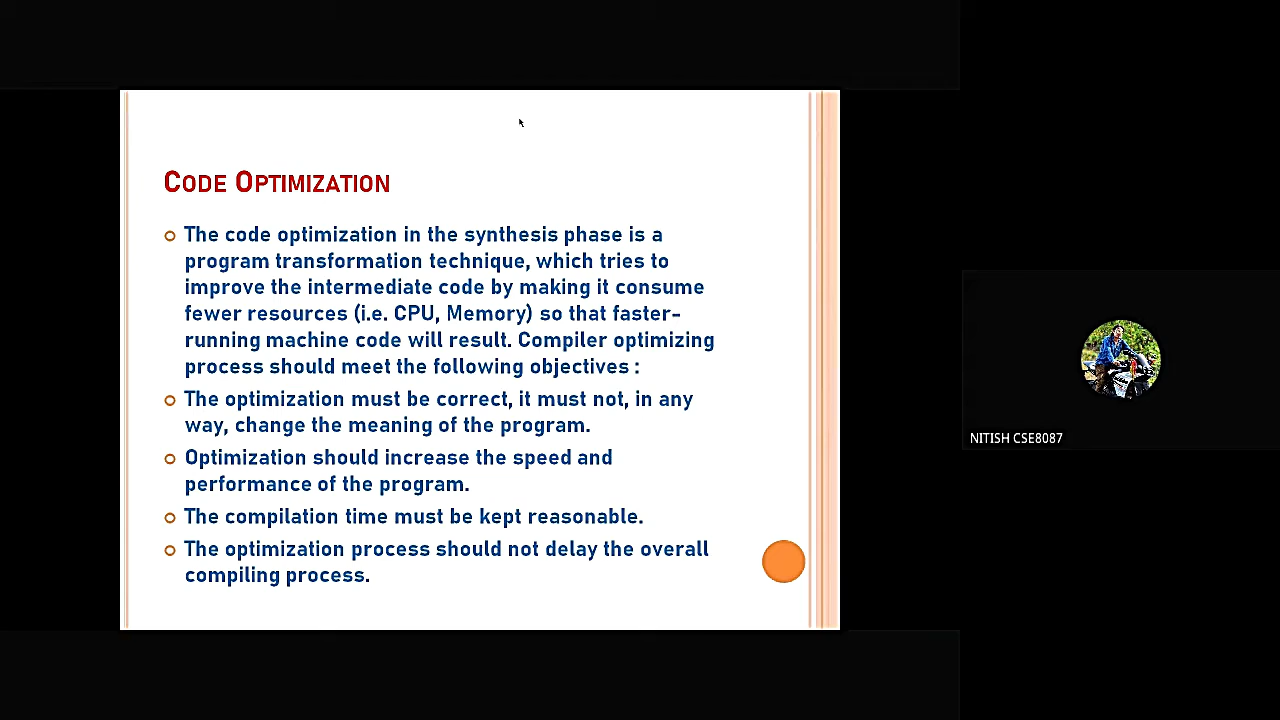 CODE OPTIMIZATION
The code optimization in the synthesis phase is a
program transformation technique, which tries to
improve the intermediate code by making it consume
fewer resources (i.e. CPU, Memory) so that faster-
running machine code will result. Compiler optimizing
process should meet the following objectives :
The optimization must be correct, it must not, in any
way, change the meaning of the program.
Optimization should increase the speed and
performance of the program.
The compilation time must be kept reasonable.
The optimization process should not delay the overall
compiling process.
NITISH CSE8087